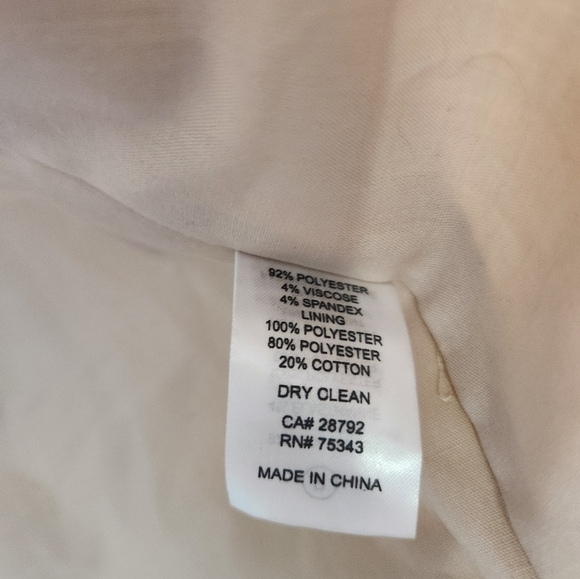 92% POLYESTER
4% VISCOSE
4% SPANDEX
LINING
100% POLYESTER
80% POLYESTER
20% COTTON
DRY CLEAN
CA# 28792
RN# 75343
MADE IN CHINA